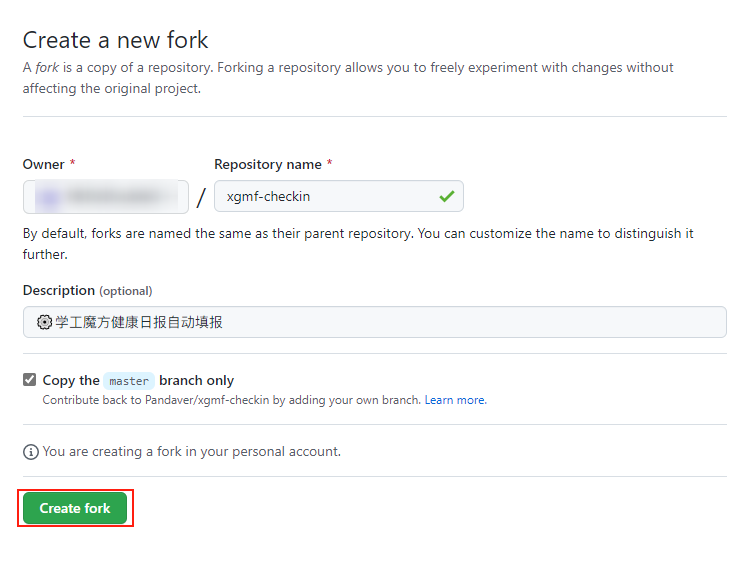 Create a new fork
A fork is a copy of a repository. Forking a repository allows you to freely experiment with changes without
affecting the original project.
Owner * Repository name *
/ xgmf-checkin
By default, forks are named the same as their parent repository. You can customize the name to distinguish it
further.
Description (optional)
学工魔方健康日报自动填报
Copy the master branch only
Contribute back to Pandaver/xgmf-checkin by adding your own branch. Learn more.
You are creating a fork in your personal account.
Create fork